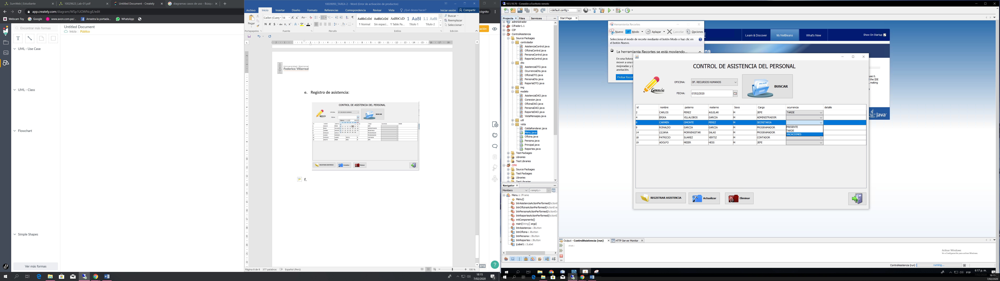 SumWeb | Estudiante
10029623_Lab-01.pdf
Untitled Document - Creately
diagramas casos de uso - Búsqu
app.creately.com/diagram/WSp1UOWNcgE/edit
Webcam Toy
Google
www.avon.com.pe/...
Arrastra la portada...
WhatsApp
cógnito
Encontrar más formas
Untitled Document
Inicio
Público
T
UML - Use Case
UML - Class
Flowchart
Simple Shapes
Ver más formas
10039093_TAREA 2 - Word (Error de activación de productos)
Archivo
Inicio
Insertar
Diseño
Formato
Referencias
Correspondencia
Revisar
Vista
¿Qué desea hacer?
Iniciar sesión
Compartir
Pegar
Calibri (Cuerp
14
N K S
Portapapeles
Fuente
Párrafo
Estilos
Edición
AaBbCcDd
AaBbCcDd
AaBbCcD
1 AaBl
1.1 AaBl
¶ Normal
Sin espaci...
¶ Table Pa...
Título 1
Título 2
Buscar
Reemplazar
Seleccionar
ación
Universidad Nacional
Federico Villarreal
e. Registro de asistencia:
CONTROL DE ASISTENCIA DEL PERSONAL
Gerencia
OFICINA:
OF. RECURSOS HUMANOS
FECHA:
BUSCAR
REGISTRAR ASISTENCIA
Actualizar
Eliminar
f.
Página 8 de 8
377 palabras
Español (Perú)
100 %
18:15
7/02/2020
10.5.10.70 - Conexión a Escritorio remoto
<default config>
Projects
Files
Services
administrador
Cifrador1.1
CIP
ControlAsistencia
Source Packages
controlador
AsistenciaControl.java
OficinaControl.java
PersonaControl.java
ReporteControl.java
dto
AsistenciaDTO.java
OcurrenciaDto.java
OficinaDTO.java
PersonaDto.java
ReporteDTO.java
img
modelo
AsistenciaDAO.java
Conexion.java
OficinaDAO.java
PersonaDAO.java
ReporteDAO.java
VistaMensajes.java
util
vista
CeldaRenderer.java
Menu.java
Oficina.java
Persona.java
Principal.java
Reportes.java
Test Packages
Libraries
Test Libraries
CPM
Source Packages
Test Packages
Libraries
Test Libraries
Navigator
Members
<empty>
Menu :: JFrame
Menu()
btnAsistenciaActionPerformed(ActionE
btnOficinaActionPerformed(ActionEve
btnPersonaActionPerformed(ActionEv
btnReportesActionPerformed(ActionE
initComponents()
main(String[] args)
btnAsistencia : JButton
btnOficina : JButton
btnPersona : JButton
btnReportes : JButton
jLabel1 : JLabel
Start Page
Herramienta Recortes
Nuevo
Modo
Aplazar
Cancelar
Opciones
Selecciona el modo de recorte mediante el botón Modo o haz clic en
el botón Nuevo.
La herramienta Recortes se está moviendo...
En una futura
mover a una
mejoradas y c
anotación.
Probar Recor
Learn & Discover
My NetBeans
What's New
Show On Startup
Java
CONTROL DE ASISTENCIA DEL PERSONAL
Gerencia
OFICINA:
OF. RECURSOS HUMANOS
FECHA:
07/02/2020
BUSCAR
id nombre paterno materno Sexo Cargo ocurrencia detalle
2 CARLOS PEREZ AGUILAR M JEFE TARDE
4 ERIKA VILLALOBOS GARCIA M ADMINISTRADOR
8 CARMEN OMONTE PEREZ M SECRETARIA
9 RONALDO GARCIA GARCIA M PROGRAMADOR
14 LILIANA MORNINGSTAR SALAS M PROGRAMADOR
18 PATRICIO SUAREZ VERTIZ M CONTADOR
19 ADOLFO MEIER HESS M JEFE
PRESENTE
TARDE
VACACIONES
REGISTRAR ASISTENCIA
Actualizar
Eliminar
Output - ControlAsistencia (run)
HTTP Server Monitor
run:
Activar Windows
Ve a Configuración para activar Windows.
ControlAsistencia (run)
running...
ESP
6:17 p. m.
18:15
7/02/2020